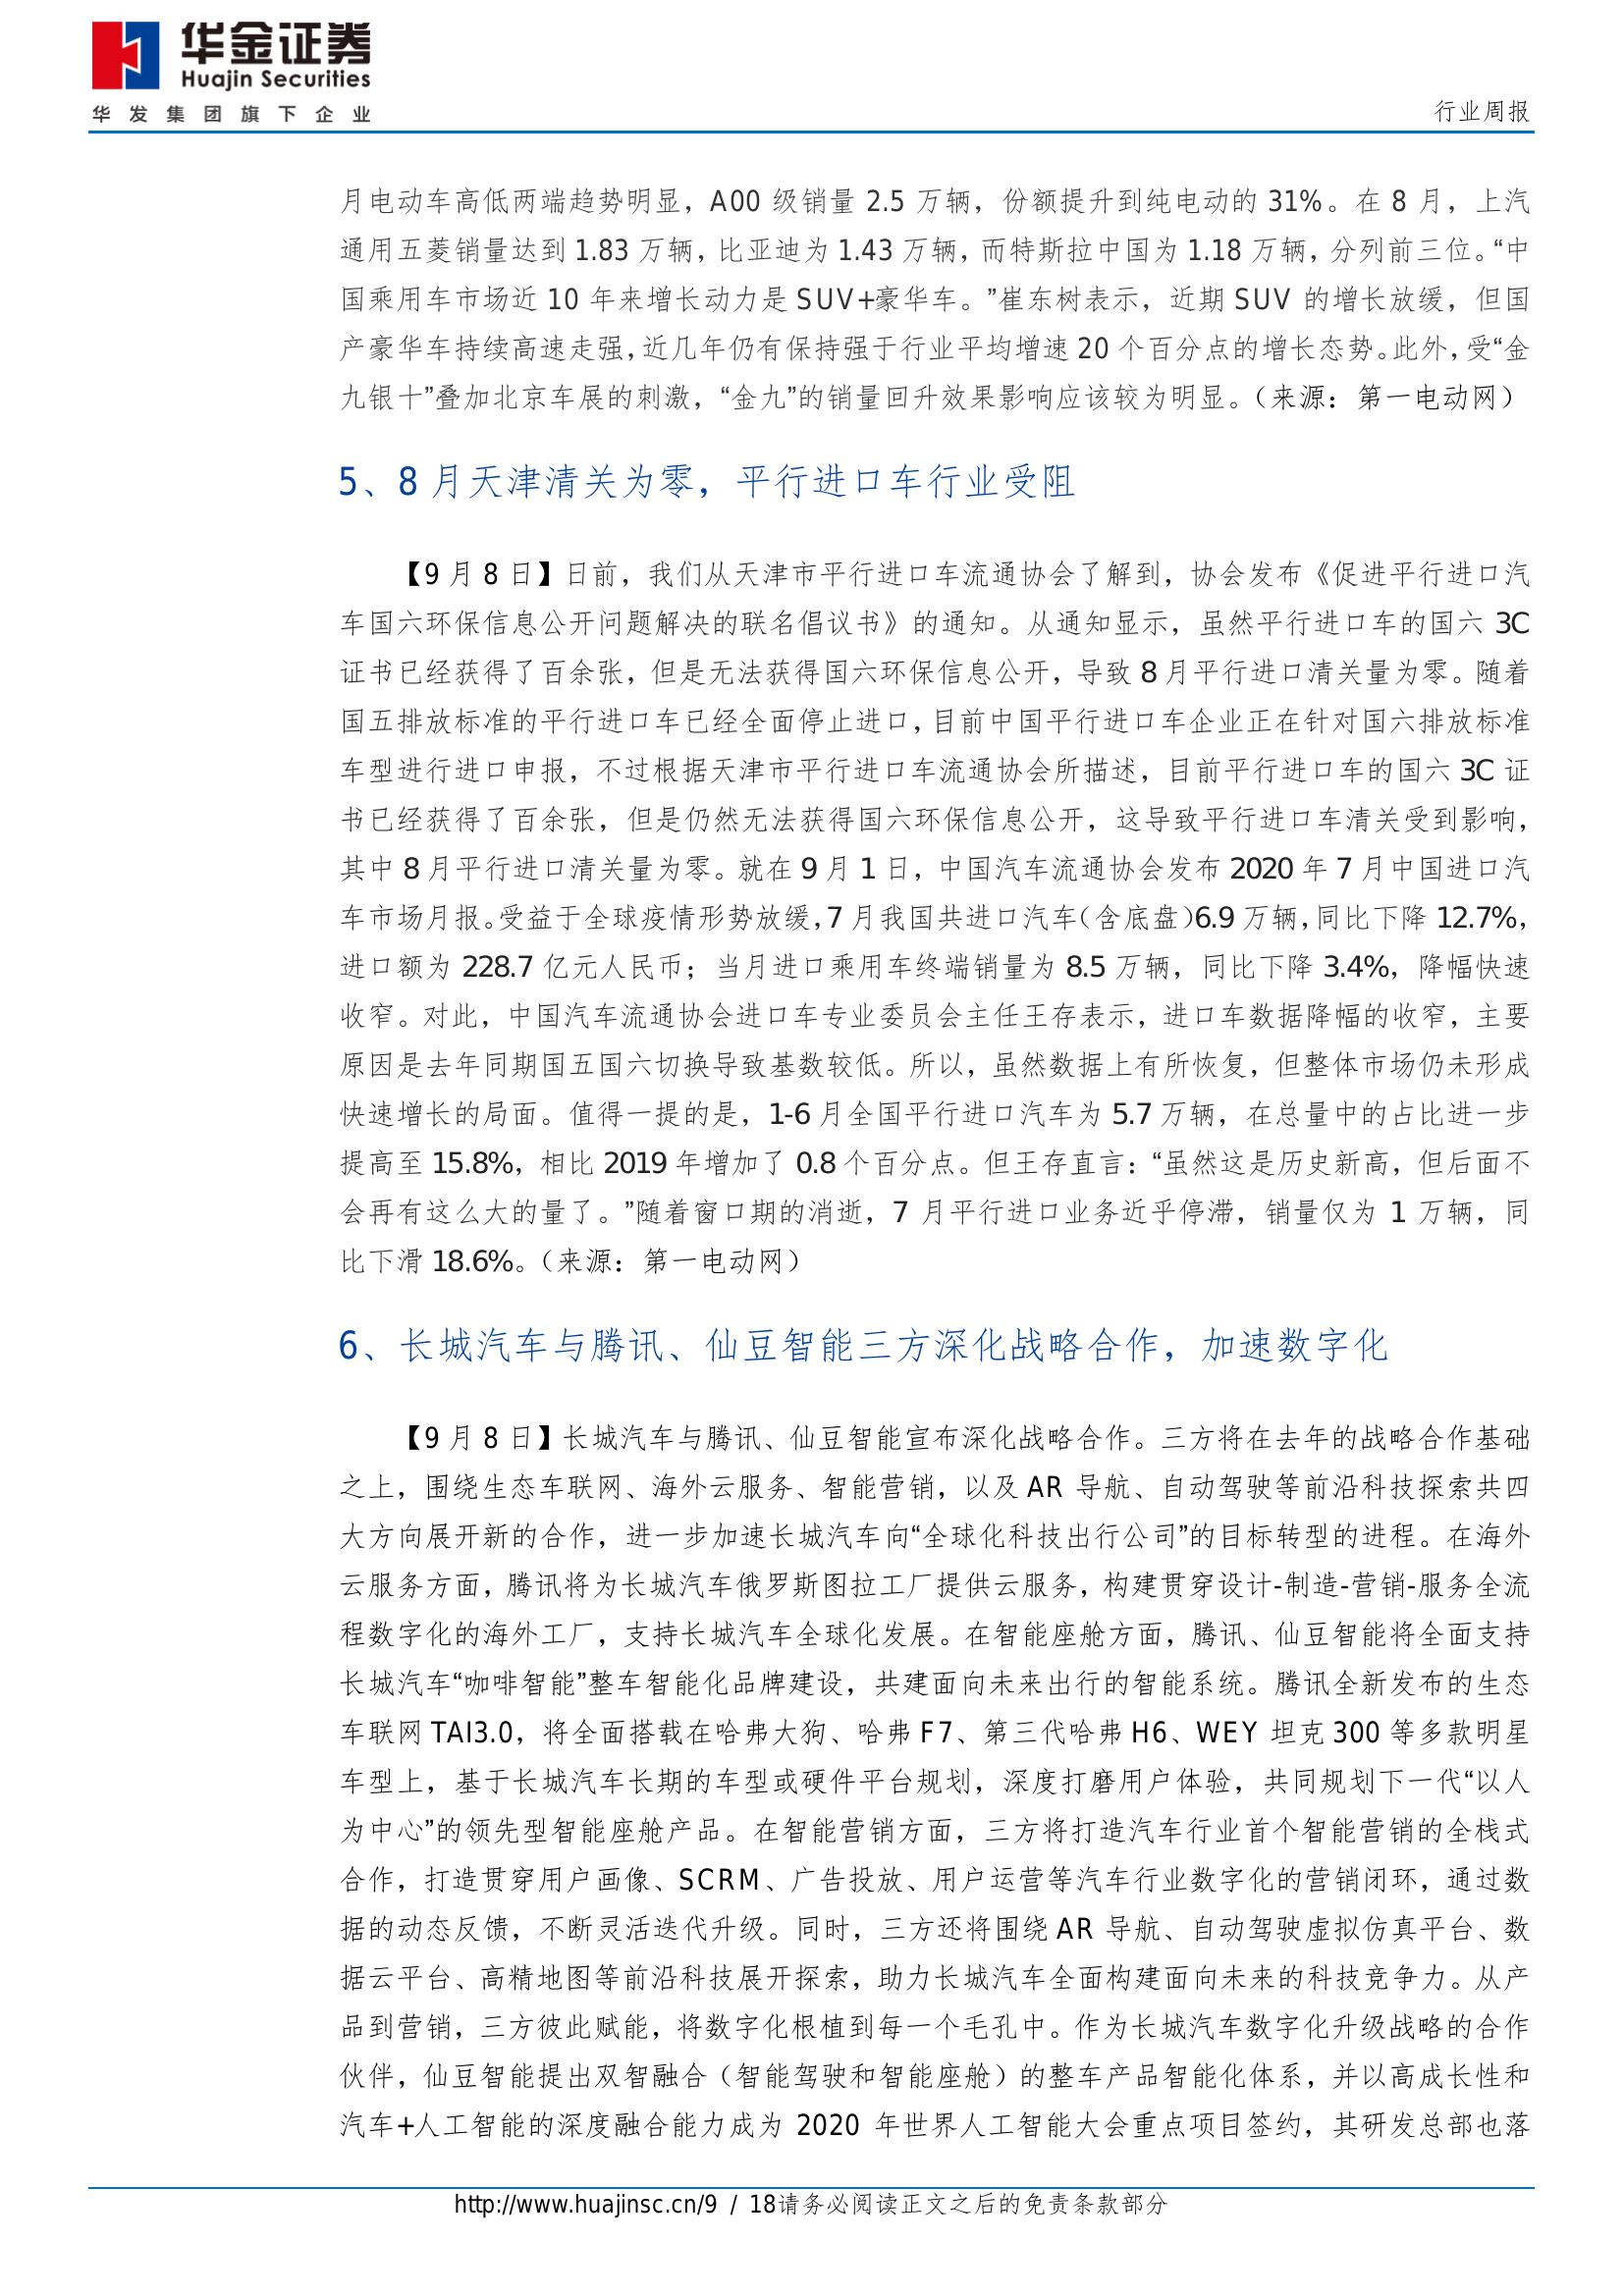 华金证券
Huajin Securities
华发集团旗下企业
行业周报
月电动车高低两端趋势明显，A00 级销量 2.5 万辆，份额提升到纯电动的 31%。在 8 月，上汽
通用五菱销量达到 1.83 万辆，比亚迪为 1.43 万辆，而特斯拉中国为 1.18 万辆，分列前三位。“中
国乘用车市场近 10 年来增长动力是 SUV+豪华车。”崔东树表示，近期 SUV 的增长放缓，但国
产豪华车持续高速走强，近几年仍有保持强于行业平均增速 20 个百分点的增长态势。此外，受“金
九银十”叠加北京车展的刺激，“金九”的销量回升效果影响应该较为明显。（来源：第一电动网）
5、8 月天津清关为零，平行进口车行业受阻
【9 月 8 日】日前，我们从天津市平行进口车流通协会了解到，协会发布《促进平行进口汽
车国六环保信息公开问题解决的联名倡议书》的通知。从通知显示，虽然平行进口车的国六 3C
证书已经获得了百余张，但是无法获得国六环保信息公开，导致 8 月平行进口清关量为零。随着
国五排放标准的平行进口车已经全面停止进口，目前中国平行进口车企业正在针对国六排放标准
车型进行进口申报，不过根据天津市平行进口车流通协会所描述，目前平行进口车的国六 3C 证
书已经获得了百余张，但是仍然无法获得国六环保信息公开，这导致平行进口车清关受到影响，
其中 8 月平行进口清关量为零。就在 9 月 1 日，中国汽车流通协会发布 2020 年 7 月中国进口汽
车市场月报。受益于全球疫情形势放缓，7 月我国共进口汽车（含底盘）6.9 万辆，同比下降 12.7%，
进口额为 228.7 亿元人民币；当月进口乘用车终端销量为 8.5 万辆，同比下降 3.4%，降幅快速
收窄。对此，中国汽车流通协会进口车专业委员会主任王存表示，进口车数据降幅的收窄，主要
原因是去年同期国五国六切换导致基数较低。所以，虽然数据上有所恢复，但整体市场仍未形成
快速增长的局面。值得一提的是，1-6 月全国平行进口汽车为 5.7 万辆，在总量中的占比进一步
提高至 15.8%，相比 2019 年增加了 0.8 个百分点。但王存直言：“虽然这是历史新高，但后面不
会再有这么大的量了。”随着窗口期的消逝，7 月平行进口业务近乎停滞，销量仅为 1 万辆，同
比下滑 18.6%。（来源：第一电动网）
6、长城汽车与腾讯、仙豆智能三方深化战略合作，加速数字化
【9 月 8 日】长城汽车与腾讯、仙豆智能宣布深化战略合作。三方将在去年的战略合作基础
之上，围绕生态车联网、海外云服务、智能营销，以及 AR 导航、自动驾驶等前沿科技探索共四
大方向展开新的合作，进一步加速长城汽车向“全球化科技出行公司”的目标转型的进程。在海外
云服务方面，腾讯将为长城汽车俄罗斯图拉工厂提供云服务，构建贯穿设计-制造-营销-服务全流
程数字化的海外工厂，支持长城汽车全球化发展。在智能座舱方面，腾讯、仙豆智能将全面支持
长城汽车“咖啡智能”整车智能化品牌建设，共建面向未来出行的智能系统。腾讯全新发布的生态
车联网 TAI3.0，将全面搭载在哈弗大狗、哈弗 F7、第三代哈弗 H6、WEY 坦克 300 等多款明星
车型上，基于长城汽车长期的车型或硬件平台规划，深度打磨用户体验，共同规划下一代“以人
为中心”的领先型智能座舱产品。在智能营销方面，三方将打造汽车行业首个智能营销的全栈式
合作，打造贯穿用户画像、SCRM、广告投放、用户运营等汽车行业数字化的营销闭环，通过数
据的动态反馈，不断灵活迭代升级。同时，三方还将围绕 AR 导航、自动驾驶虚拟仿真平台、数
据云平台、高精地图等前沿科技展开探索，助力长城汽车全面构建面向未来的科技竞争力。从产
品到营销，三方彼此赋能，将数字化根植到每一个毛孔中。作为长城汽车数字化升级战略的合作
伙伴，仙豆智能提出双智融合（智能驾驶和智能座舱）的整车产品智能化体系，并以高成长性和
汽车+人工智能的深度融合能力成为 2020 年世界人工智能大会重点项目签约，其研发总部也落
http://www.huajinsc.cn/9 / 18请务必阅读正文之后的免责条款部分